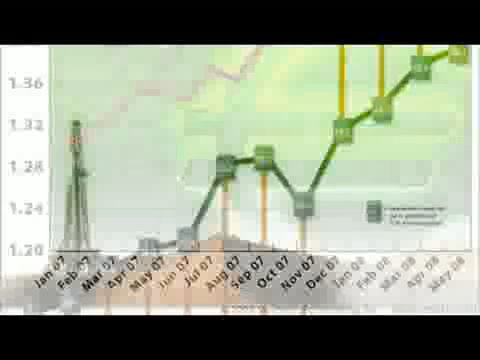 1.36
1.32
1.28
1.24
1.20
Jan 07
Feb 07
Mar 07
Apr 07
May 07
Jun 07
Jul 07
Aug 07
Sep 07
Oct 07
Nov 07
Dec 07
Jan 08
Feb 08
Mar 08
Apr 08
May 08